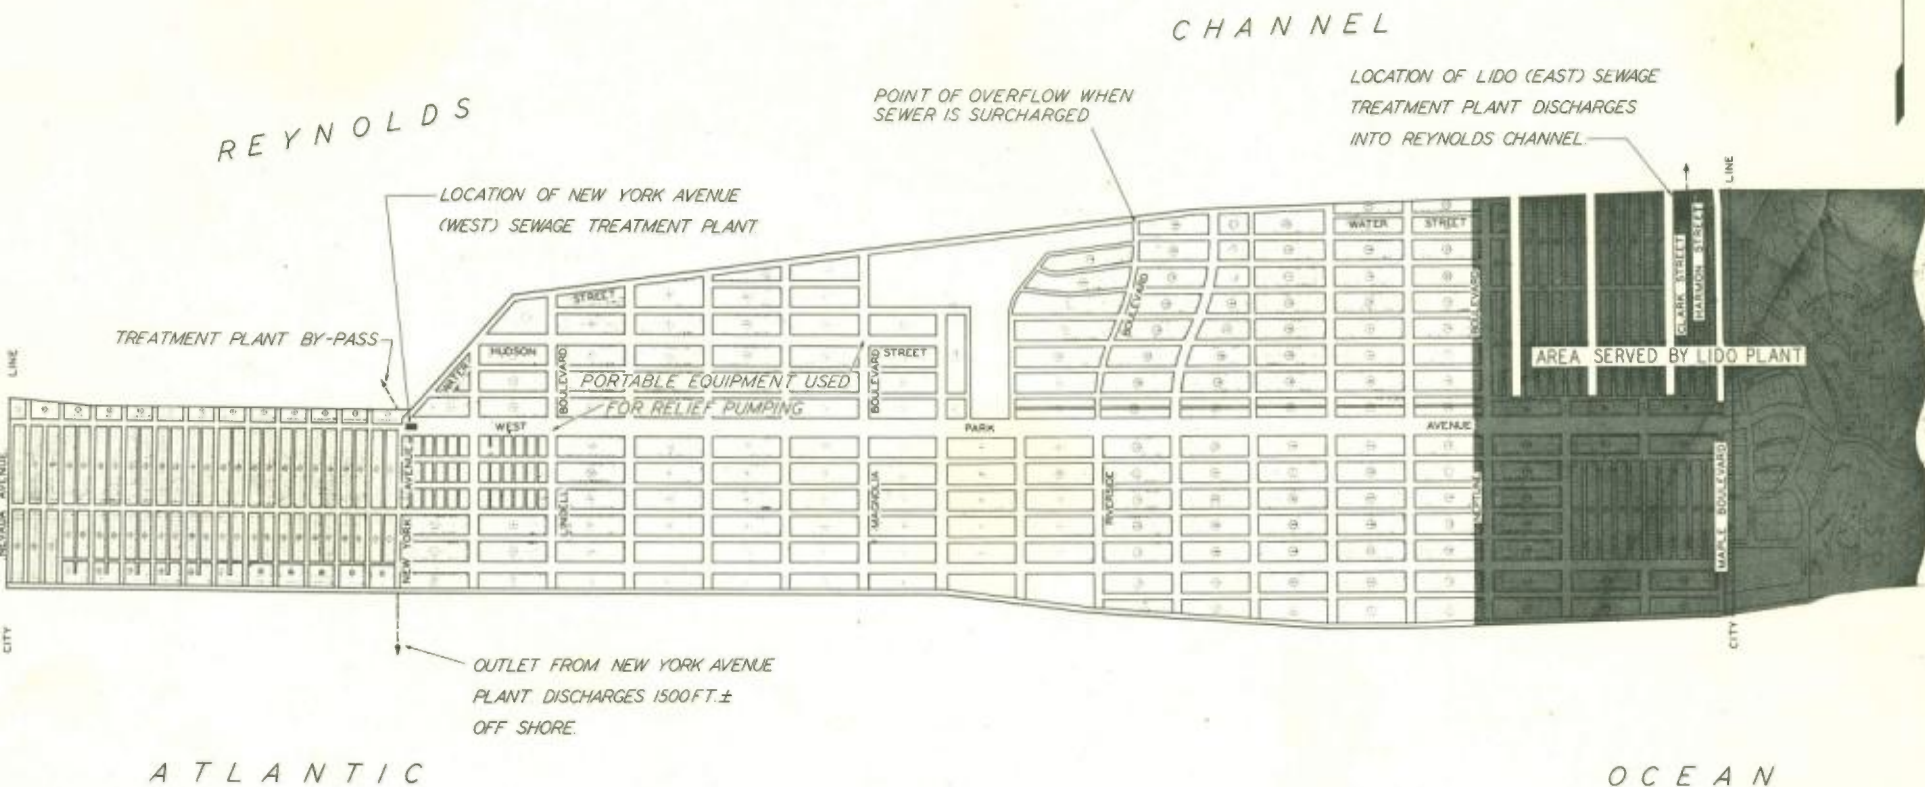 CHANNEL
REYNOLDS
LOCATION OF LIDO (EAST) SEWAGE
TREATMENT PLANT DISCHARGES
INTO REYNOLDS CHANNEL.
POINT OF OVERFLOW WHEN
SEWER IS SURCHARGED
LOCATION OF NEW YORK AVENUE
(WEST) SEWAGE TREATMENT PLANT
TREATMENT PLANT BY-PASS
PORTABLE EQUIPMENT USED
FOR RELIEF PUMPING
AREA SERVED BY LIDO PLANT
WATER
STREET
STREET
WATER
HUDSON
STREET
WEST
PARK
AVENUE
LINE
CITY
NEVADA AVENUE
NEW YORK AVENUE
BOULEVARD
LINDELL
BOULEVARD
MAGNOLIA
BOULEVARD
RIVERSIDE
BOULEVARD
NEPTUNE
CLARK STREET
HARMON STREET
MAPLE BOULEVARD
LINE
CITY
OUTLET FROM NEW YORK AVENUE
PLANT DISCHARGES 1500 FT.±
OFF SHORE.
ATLANTIC
OCEAN